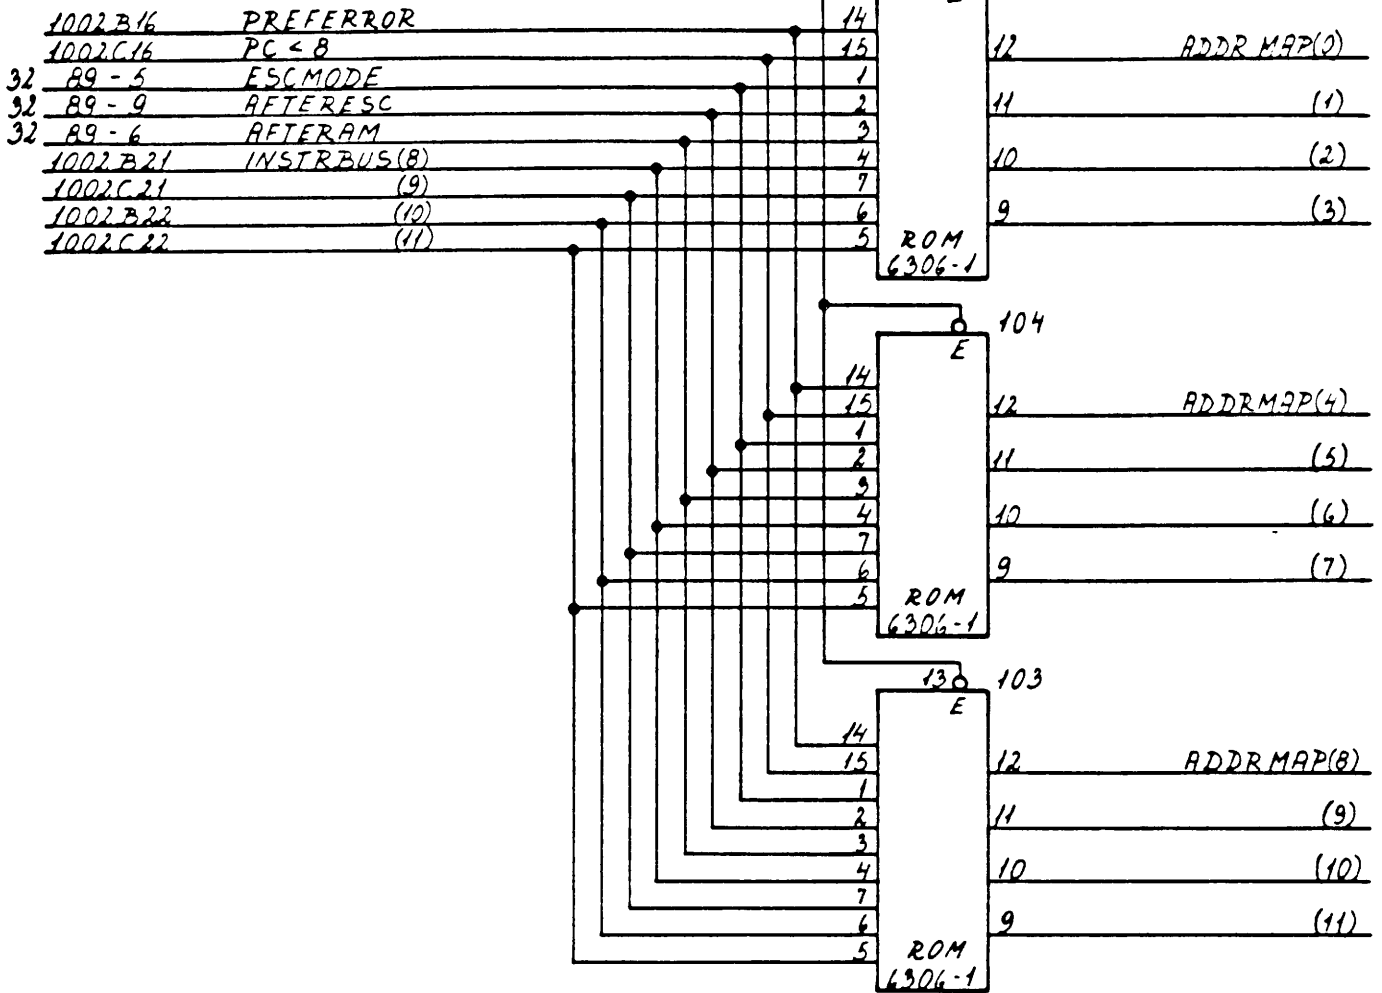 1002B16 PREFERROR 14
1002C16 PC < 8 15
32 89-5 ESCMODE 1
32 89-9 AFTERESC 2
32 89-6 AFTERAM 3
1002B21 INSTRBUS(8) 4
1002C21 (9) 7
1002B22 (10) 6
1002C22 (11) 5
12 ADDRMAP(0)
11 (1)
10 (2)
9 (3)
ROM
6306-1
104
E
14
15
1
2
3
4
7
6
5
12 ADDRMAP(4)
11 (5)
10 (6)
9 (7)
ROM
6306-1
13 103
E
14
15
1
2
3
4
7
6
5
12 ADDRMAP(8)
11 (9)
10 (10)
9 (11)
ROM
6306-1